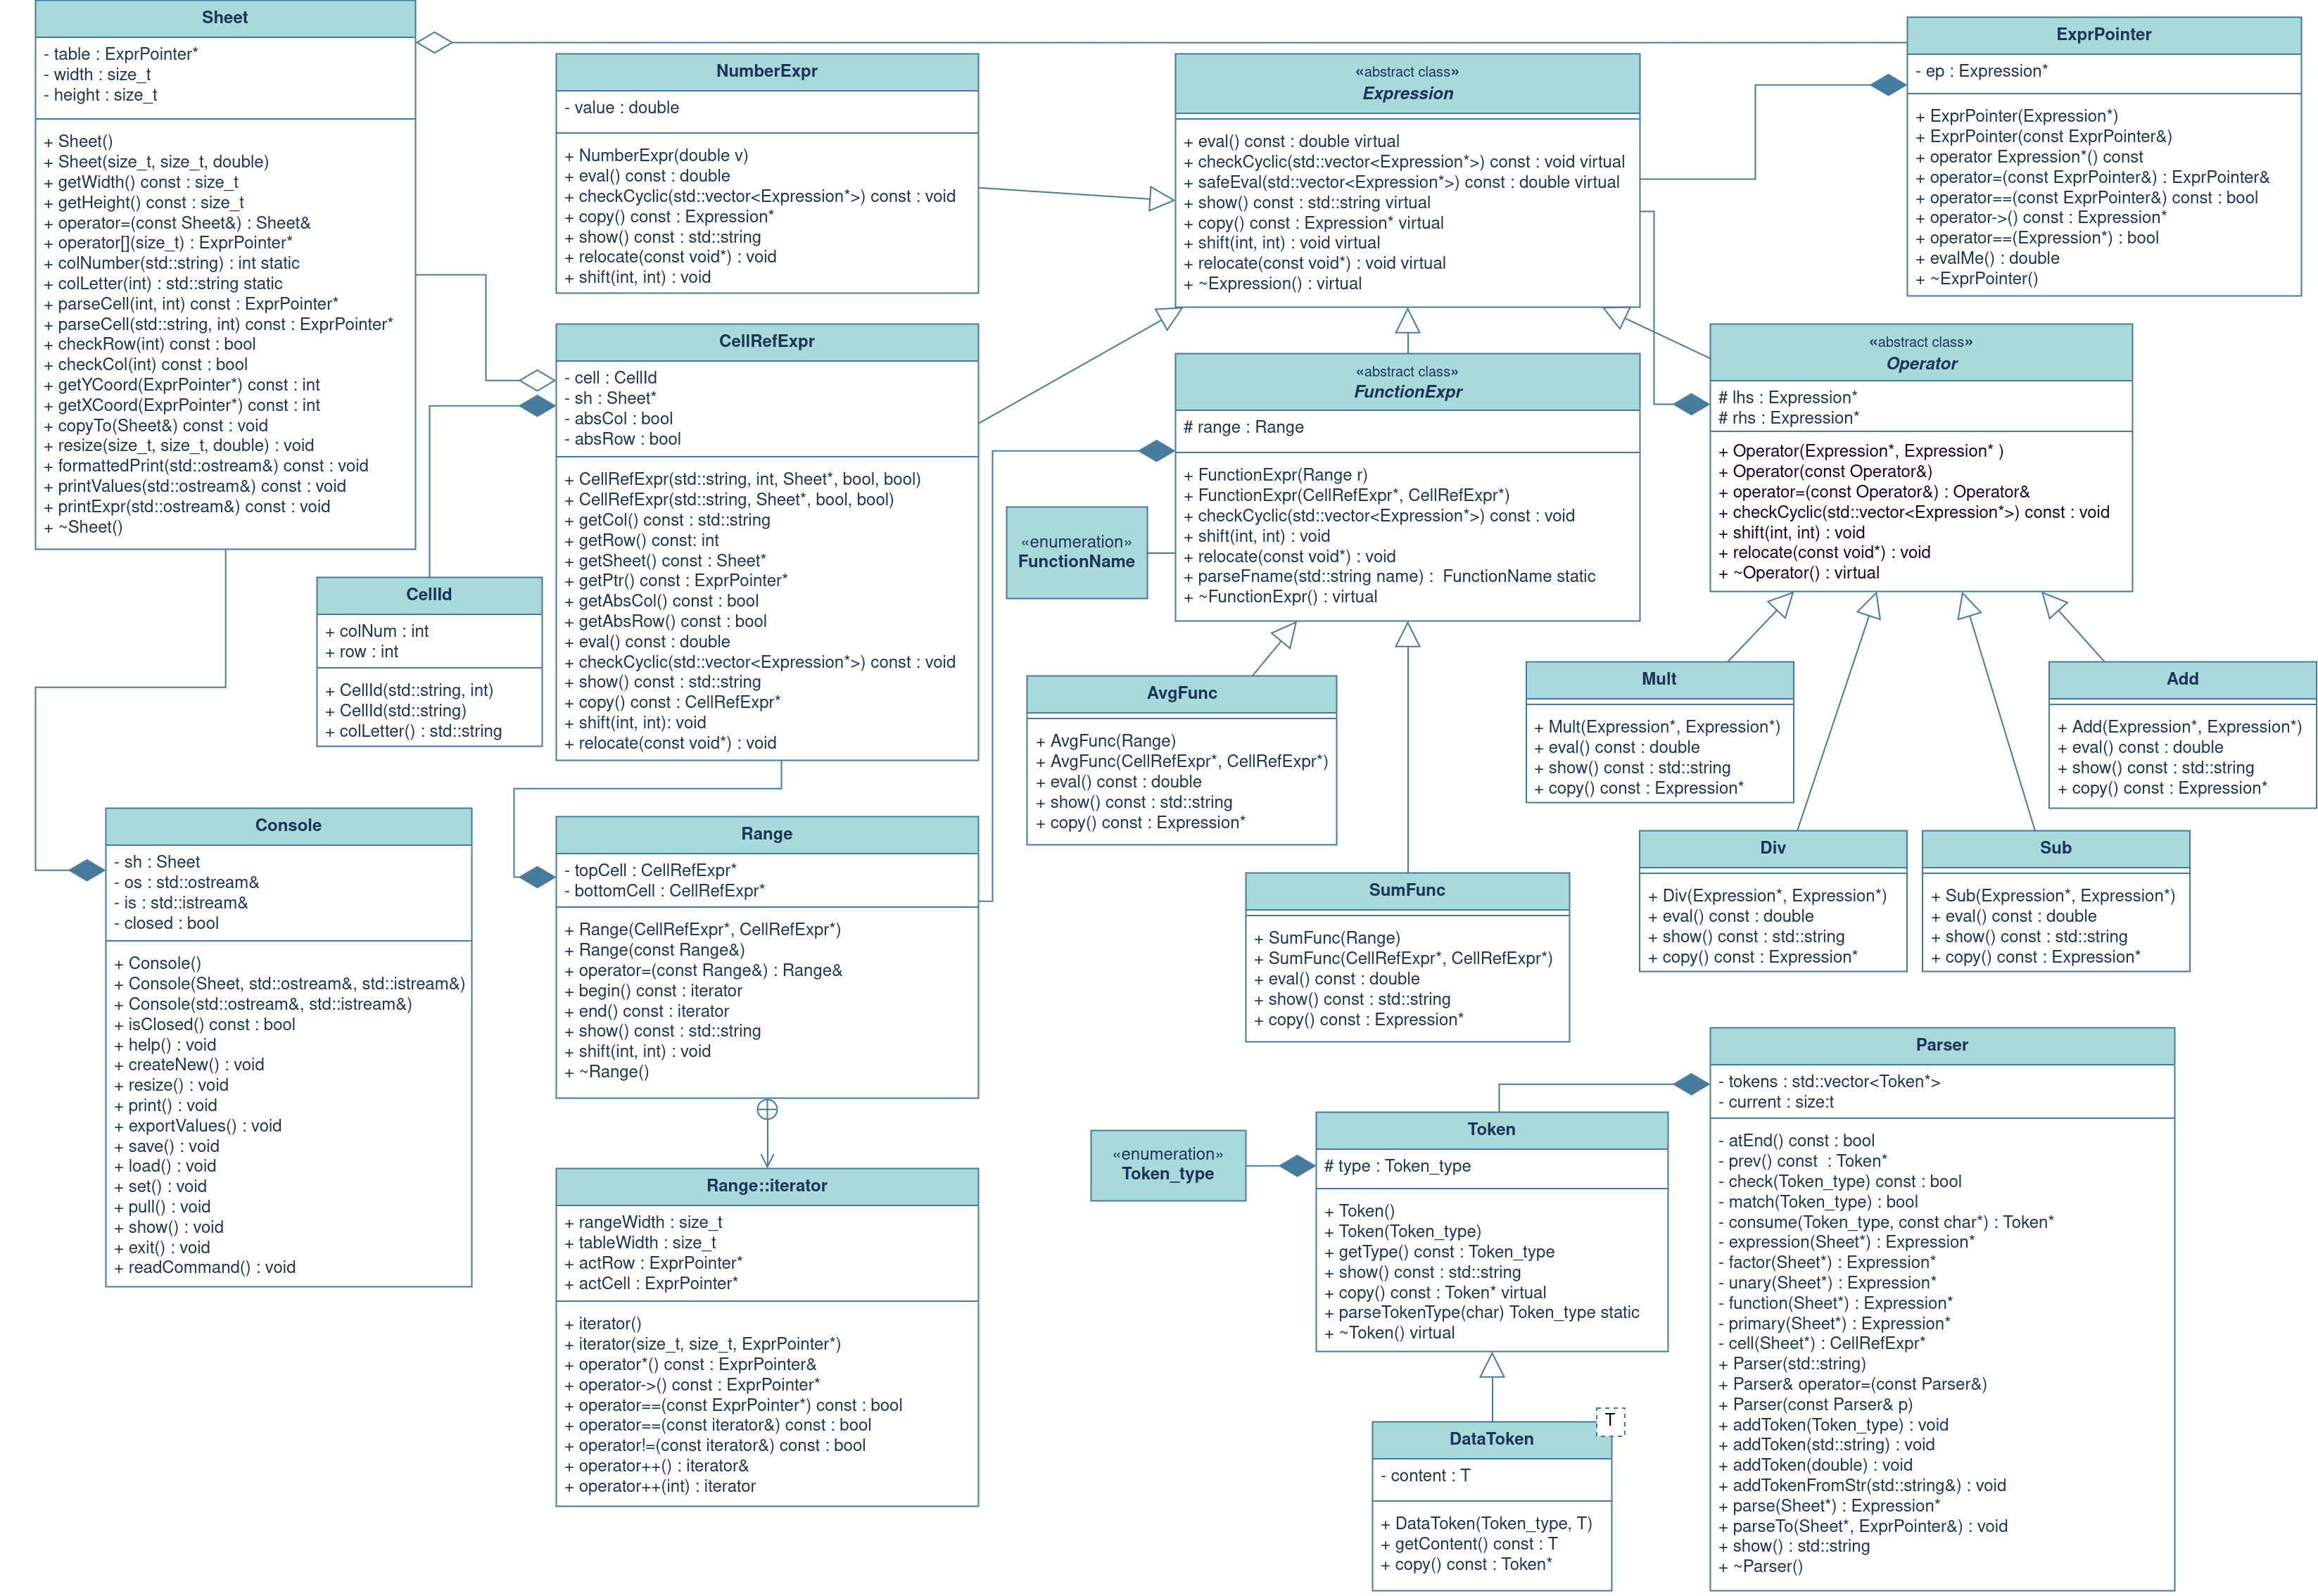 Sheet
- table : ExprPointer*
- width : size_t
- height : size_t
+ Sheet()
+ Sheet(size_t, size_t, double)
+ getWidth() const : size_t
+ getHeight() const : size_t
+ operator=(const Sheet&) : Sheet&
+ operator[](size_t) : ExprPointer*
+ colNumber(std::string) : int static
+ colLetter(int) : std::string static
+ parseCell(int, int) const : ExprPointer*
+ parseCell(std::string, int) const : ExprPointer*
+ checkRow(int) const : bool
+ checkCol(int) const : bool
+ getYCoord(ExprPointer*) const : int
+ getXCoord(ExprPointer*) const : int
+ copyTo(Sheet&) const : void
+ resize(size_t, size_t, double) : void
+ formattedPrint(std::ostream&) const : void
+ printValues(std::ostream&) const : void
+ printExpr(std::ostream&) const : void
+ ~Sheet()
NumberExpr
- value : double
+ NumberExpr(double v)
+ eval() const : double
+ checkCyclic(std::vector<Expression*>) const : void
+ copy() const : Expression*
+ show() const : std::string
+ relocate(const void*) : void
+ shift(int, int) : void
«abstract class»
Expression
+ eval() const : double virtual
+ checkCyclic(std::vector<Expression*>) const : void virtual
+ safeEval(std::vector<Expression*>) const : double virtual
+ show() const : std::string virtual
+ copy() const : Expression* virtual
+ shift(int, int) : void virtual
+ relocate(const void*) : void virtual
+ ~Expression() : virtual
ExprPointer
- ep : Expression*
+ ExprPointer(Expression*)
+ ExprPointer(const ExprPointer&)
+ operator Expression*() const
+ operator=(const ExprPointer&) : ExprPointer&
+ operator==(const ExprPointer&) const : bool
+ operator->() const : Expression*
+ operator==(Expression*) : bool
+ evalMe() : double
+ ~ExprPointer()
CellRefExpr
- cell : CellId
- sh : Sheet*
- absCol : bool
- absRow : bool
+ CellRefExpr(std::string, int, Sheet*, bool, bool)
+ CellRefExpr(std::string, Sheet*, bool, bool)
+ getCol() const : std::string
+ getRow() const: int
+ getSheet() const : Sheet*
+ getPtr() const : ExprPointer*
+ getAbsCol() const : bool
+ getAbsRow() const : bool
+ eval() const : double
+ checkCyclic(std::vector<Expression*>) const : void
+ show() const : std::string
+ copy() const : CellRefExpr*
+ shift(int, int): void
+ relocate(const void*) : void
«abstract class»
FunctionExpr
# range : Range
+ FunctionExpr(Range r)
+ FunctionExpr(CellRefExpr*, CellRefExpr*)
+ checkCyclic(std::vector<Expression*>) const : void
+ shift(int, int) : void
+ relocate(const void*) : void
+ parseFname(std::string name) :  FunctionName static
+ ~FunctionExpr() : virtual
«enumeration»
FunctionName
«abstract class»
Operator
# lhs : Expression*
# rhs : Expression*
+ Operator(Expression*, Expression* )
+ Operator(const Operator&)
+ operator=(const Operator&) : Operator&
+ checkCyclic(std::vector<Expression*>) const : void
+ shift(int, int) : void
+ relocate(const void*) : void
+ ~Operator() : virtual
CellId
+ colNum : int
+ row : int
+ CellId(std::string, int)
+ CellId(std::string)
+ colLetter() : std::string
AvgFunc
+ AvgFunc(Range)
+ AvgFunc(CellRefExpr*, CellRefExpr*)
+ eval() const : double
+ show() const : std::string
+ copy() const : Expression*
Mult
+ Mult(Expression*, Expression*)
+ eval() const : double
+ show() const : std::string
+ copy() const : Expression*
Add
+ Add(Expression*, Expression*)
+ eval() const : double
+ show() const : std::string
+ copy() const : Expression*
Console
- sh : Sheet
- os : std::ostream&
- is : std::istream&
- closed : bool
+ Console()
+ Console(Sheet, std::ostream&, std::istream&)
+ Console(std::ostream&, std::istream&)
+ isClosed() const : bool
+ help() : void
+ createNew() : void
+ resize() : void
+ print() : void
+ exportValues() : void
+ save() : void
+ load() : void
+ set() : void
+ pull() : void
+ show() : void
+ exit() : void
+ readCommand() : void
Range
- topCell : CellRefExpr*
- bottomCell : CellRefExpr*
+ Range(CellRefExpr*, CellRefExpr*)
+ Range(const Range&)
+ operator=(const Range&) : Range&
+ begin() const : iterator
+ end() const : iterator
+ show() const : std::string
+ shift(int, int) : void
+ ~Range()
Div
+ Div(Expression*, Expression*)
+ eval() const : double
+ show() const : std::string
+ copy() const : Expression*
Sub
+ Sub(Expression*, Expression*)
+ eval() const : double
+ show() const : std::string
+ copy() const : Expression*
SumFunc
+ SumFunc(Range)
+ SumFunc(CellRefExpr*, CellRefExpr*)
+ eval() const : double
+ show() const : std::string
+ copy() const : Expression*
Range::iterator
+ rangeWidth : size_t
+ tableWidth : size_t
+ actRow : ExprPointer*
+ actCell : ExprPointer*
+ iterator()
+ iterator(size_t, size_t, ExprPointer*)
+ operator*() const : ExprPointer&
+ operator->() const : ExprPointer*
+ operator==(const ExprPointer*) const : bool
+ operator==(const iterator&) const : bool
+ operator!=(const iterator&) const : bool
+ operator++() : iterator&
+ operator++(int) : iterator
«enumeration»
Token_type
Token
# type : Token_type
+ Token()
+ Token(Token_type)
+ getType() const : Token_type
+ show() const : std::string
+ copy() const : Token* virtual
+ parseTokenType(char) Token_type static
+ ~Token() virtual
T
DataToken
- content : T
+ DataToken(Token_type, T)
+ getContent() const : T
+ copy() const : Token*
Parser
- tokens : std::vector<Token*>
- current : size:t
- atEnd() const : bool
- prev() const  : Token*
- check(Token_type) const : bool
- match(Token_type) : bool
- consume(Token_type, const char*) : Token*
- expression(Sheet*) : Expression*
- factor(Sheet*) : Expression*
- unary(Sheet*) : Expression*
- function(Sheet*) : Expression*
- primary(Sheet*) : Expression*
- cell(Sheet*) : CellRefExpr*
+ Parser(std::string)
+ Parser& operator=(const Parser&)
+ Parser(const Parser& p)
+ addToken(Token_type) : void
+ addToken(std::string) : void
+ addToken(double) : void
+ addTokenFromStr(std::string&) : void
+ parse(Sheet*) : Expression*
+ parseTo(Sheet*, ExprPointer&) : void
+ show() : std::string
+ ~Parser()